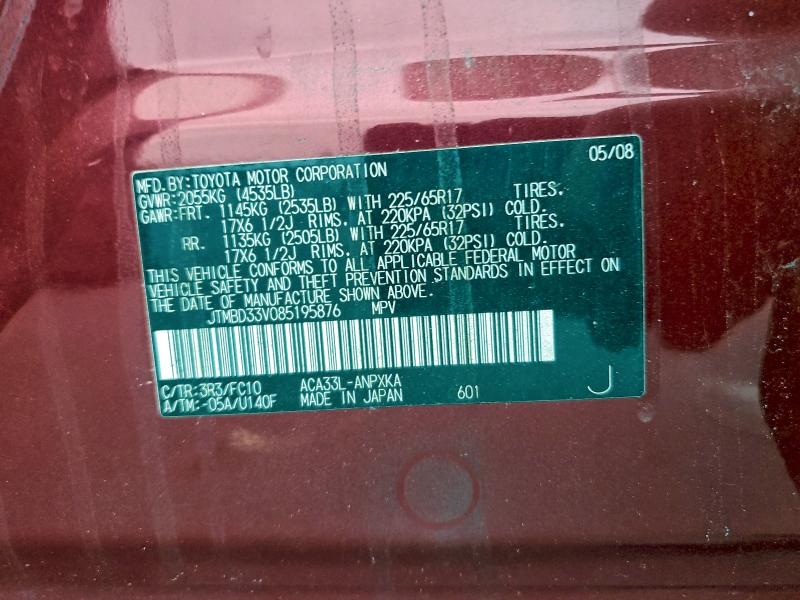 05/08
MFD. BY: TOYOTA MOTOR CORPORATION
GVWR: 2055KG (4535LB)
GAWR: FRT. 1145KG (2535LB) WITH 225/65R17 TIRES.
17X6 1/2J RIMS. AT 220KPA (32PSI) COLD.
RR. 1135KG (2505LB) WITH 225/65R17 TIRES.
17X6 1/2J RIMS. AT 220KPA (32PSI) COLD.
THIS VEHICLE CONFORMS TO ALL APPLICABLE FEDERAL MOTOR
VEHICLE SAFETY AND THEFT PREVENTION STANDARDS IN EFFECT ON
THE DATE OF MANUFACTURE SHOWN ABOVE.
JTMBD33V085195876 MPV
C/TR: 3R3/FC10 ACA33L-ANPXKA
A/TM: -05A/U140F MADE IN JAPAN 601 J